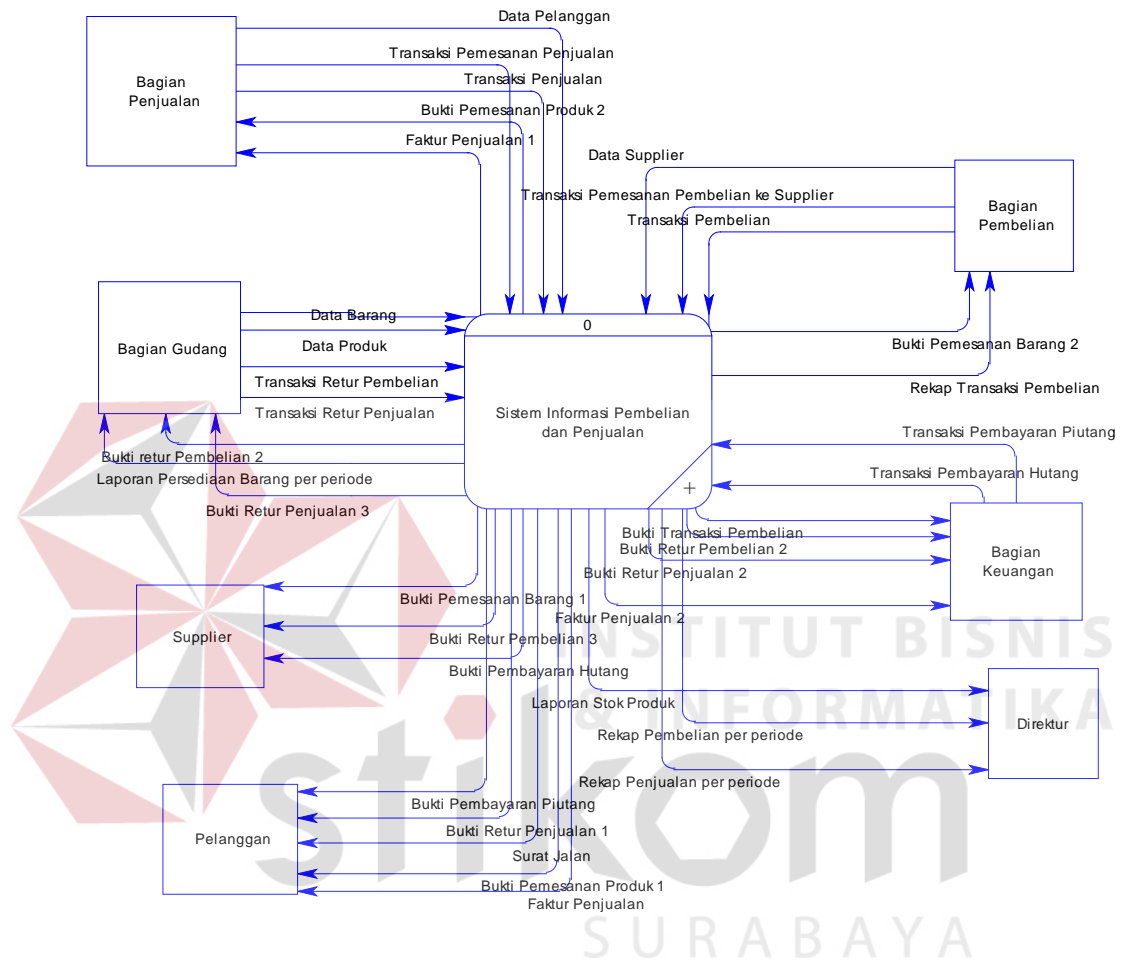 Data Pelanggan
Transaksi Pemesanan Penjualan
Transaksi Penjualan
Bukti Pemesanan Produk 2
Faktur Penjualan 1
Bagian
Penjualan
Data Supplier
Transaksi Pemesanan Pembelian ke Supplier
Transaksi Pembelian
Bagian
Pembelian
Bagian Gudang
Data Barang
Data Produk
Transaksi Retur Pembelian
Transaksi Retur Penjualan
0
Sistem Informasi Pembelian
dan Penjualan
+
Bukti Pemesanan Barang 2
Rekap Transaksi Pembelian
Transaksi Pembayaran Piutang
Transaksi Pembayaran Hutang
Bukti retur Pembelian 2
Laporan Persediaan Barang per periode
Bukti Retur Penjualan 3
Bukti Transaksi Pembelian
Bukti Retur Pembelian 2
Bukti Retur Penjualan 2
Faktur Penjualan 2
Bagian
Keuangan
Supplier
Bukti Pemesanan Barang 1
Bukti Retur Pembelian 3
Bukti Pembayaran Hutang
Laporan Stok Produk
Rekap Pembelian per periode
Rekap Penjualan per periode
Direktur
Pelanggan
Bukti Pembayaran Piutang
Bukti Retur Penjualan 1
Surat Jalan
Bukti Pemesanan Produk 1
Faktur Penjualan
INSTITUT BISNIS
& INFORMATIKA
stikom
SURABAYA